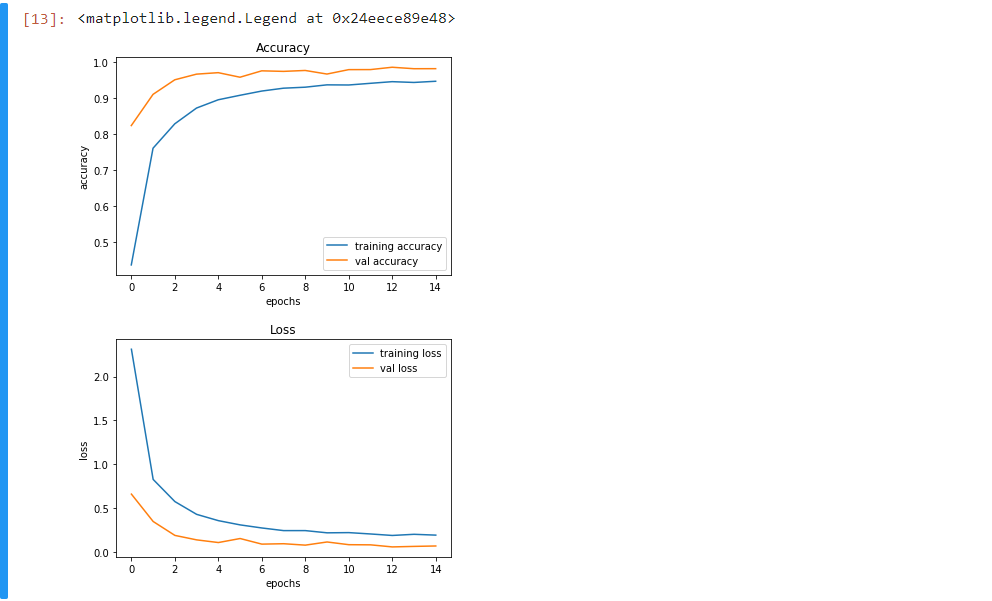 [13]: <matplotlib.legend.Legend at 0x24eece89e48>
Accuracy
1.0
0.9
0.8
0.7
0.6
0.5
accuracy
training accuracy
val accuracy
0 2 4 6 8 10 12 14
epochs
Loss
2.0
1.5
1.0
0.5
0.0
loss
training loss
val loss
0 2 4 6 8 10 12 14
epochs